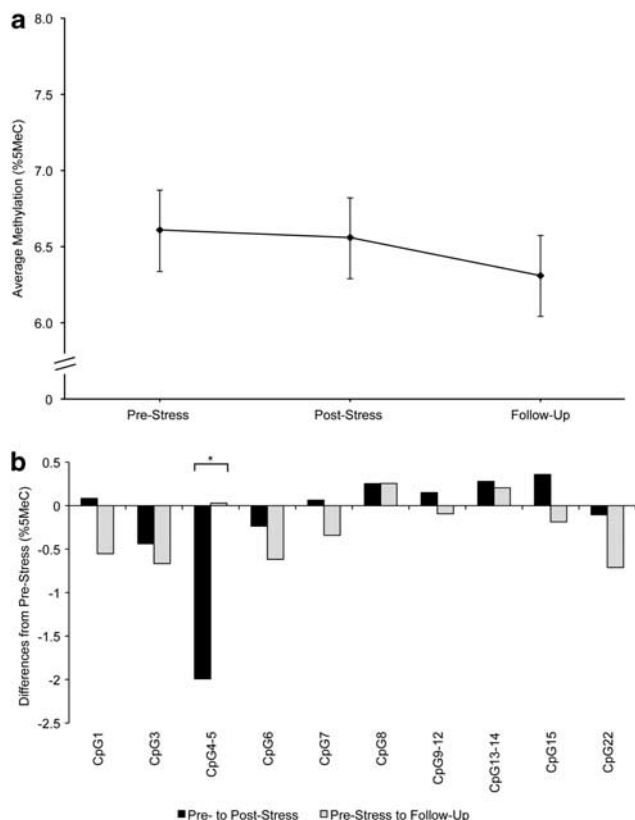 a
Average Methylation (%5MeC)
8.0
7.5
7.0
6.5
6.0
0
Pre-Stress Post-Stress Follow-Up
b
Differences from Pre-Stress (%5MeC)
0.5
0
-0.5
-1
-1.5
-2
-2.5
*
CpG1
CpG3
CpG4-5
CpG6
CpG7
CpG8
CpG9-12
CpG13-14
CpG15
CpG22
Pre- to Post-Stress Pre-Stress to Follow-Up